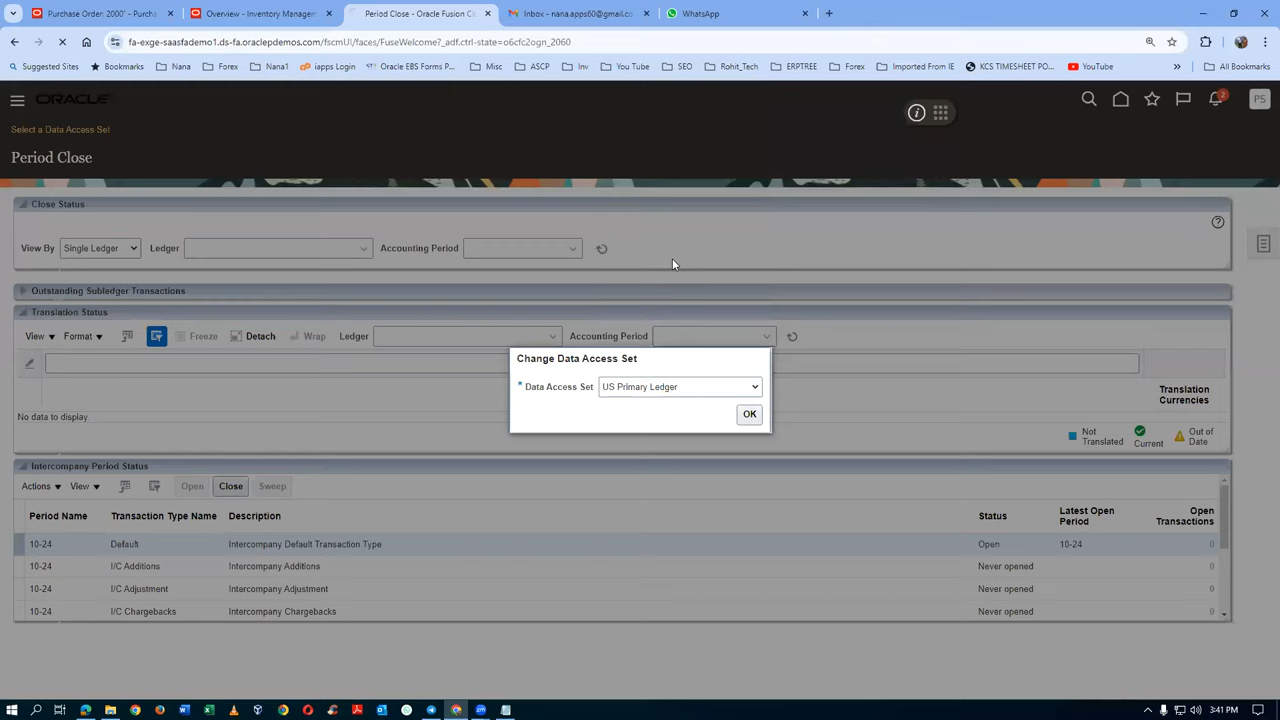 Purchase Order: 2000' - Purcha
Overview - Inventory Managem
Period Close - Oracle Fusion Cl
Inbox - nana.apps60@gmail.co
WhatsApp
fa-exge-saasfademo1.ds-fa.oraclepdemos.com/fscmUI/faces/FuseWelcome?_adf.ctrl-state=o6cfc2ogn_2060
Suggested Sites Bookmarks Nana Forex Nana1 iapps Login Oracle EBS Forms P... Misc ASCP Inv You Tube SEO Rohit_Tech ERPTREE Forex Imported From IE KCS TIMESHEET PO... YouTube » All Bookmarks
ORACLE
2
PS
Select a Data Access Set
Period Close
Close Status
View By Single Ledger Ledger Accounting Period
Outstanding Subledger Transactions
Translation Status
View Format Freeze Detach Wrap Ledger Accounting Period
Change Data Access Set
* Data Access Set US Primary Ledger
OK
Translation Currencies
No data to display.
Not Translated Current Out of Date
Intercompany Period Status
Actions View Open Close Sweep
Period Name Transaction Type Name Description Status Latest Open Period Open Transactions
10-24 Default Intercompany Default Transaction Type Open 10-24 0
10-24 I/C Additions Intercompany Additions Never opened 0
10-24 I/C Adjustment Intercompany Adjustment Never opened 0
10-24 I/C Chargebacks Intercompany Chargebacks Never opened 0
3:41 PM